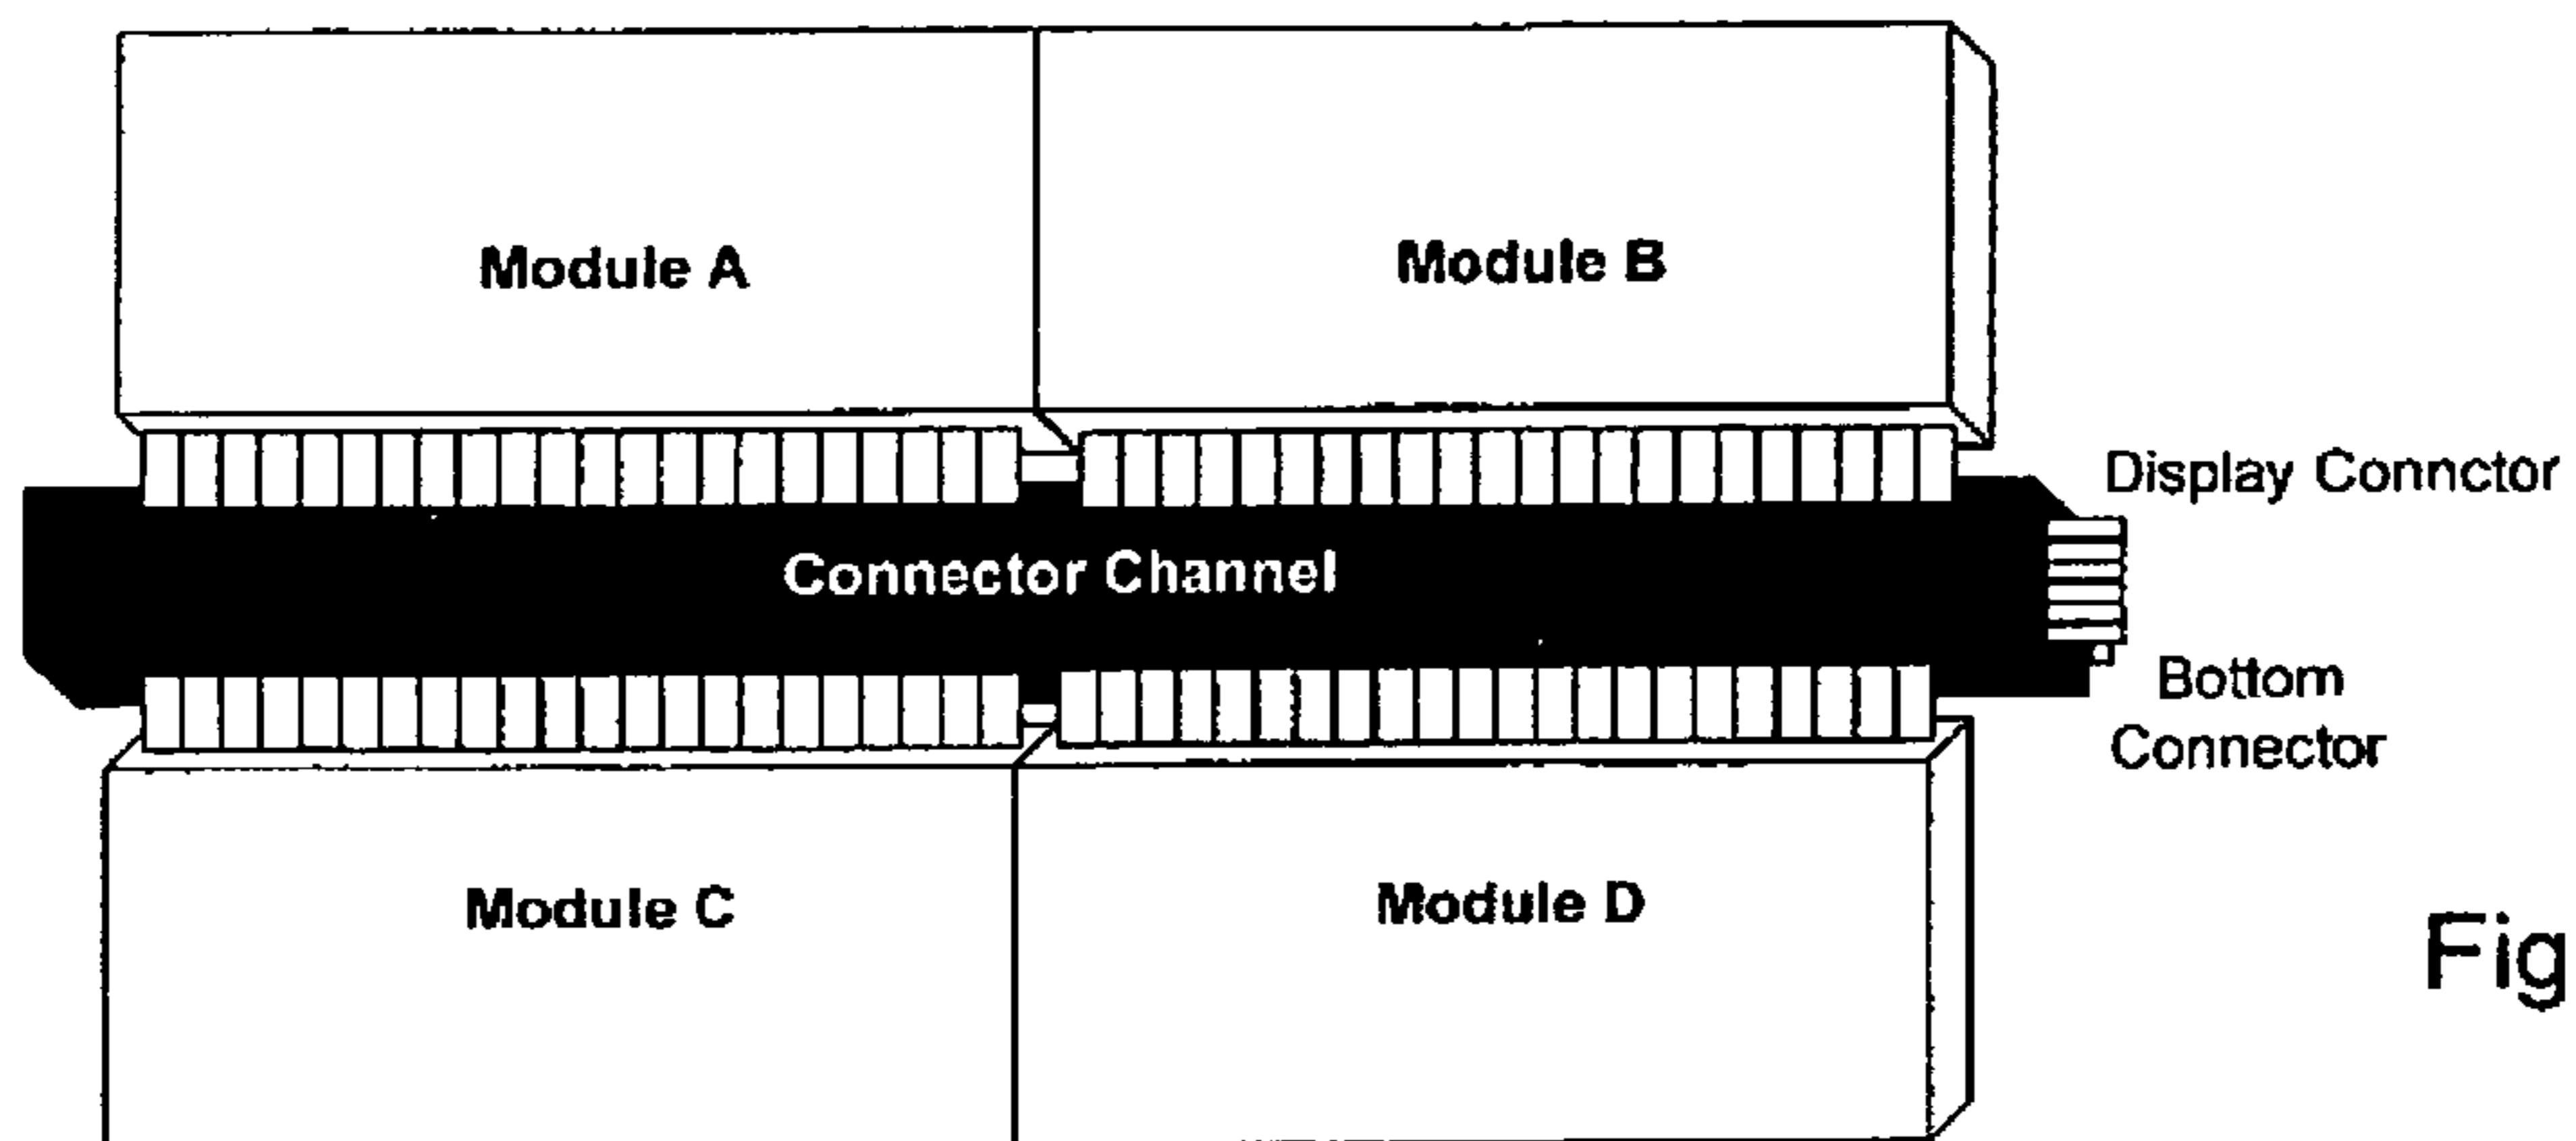 Module A
Module B
Display Connctor
Connector Channel
Bottom
Connector
Module C
Module D
Fig